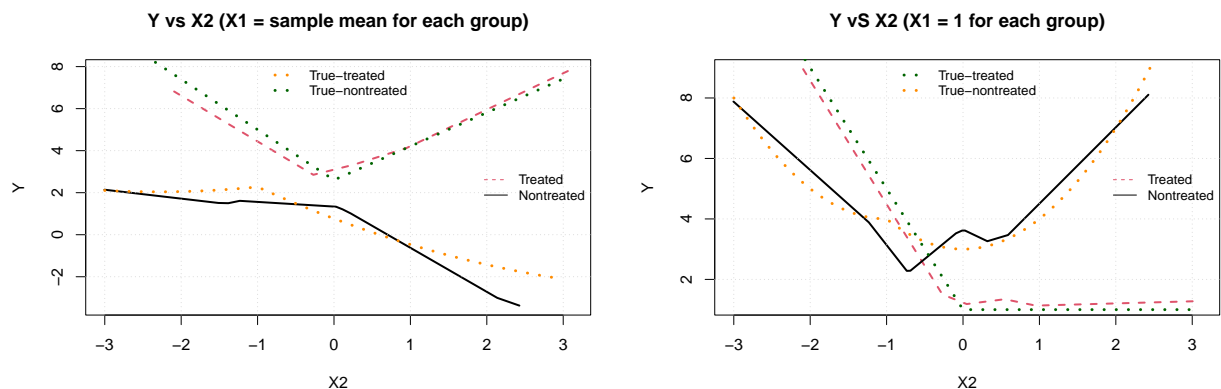 Y vs X2 (X1 = sample mean for each group)
True−treated
True−nontreated
Treated
Nontreated
Y
8
6
4
2
0
−2
−3
−2
−1
0
1
2
3
X2
Y vS X2 (X1 = 1 for each group)
True−treated
True−nontreated
Treated
Nontreated
Y
8
6
4
2
−3
−2
−1
0
1
2
3
X2